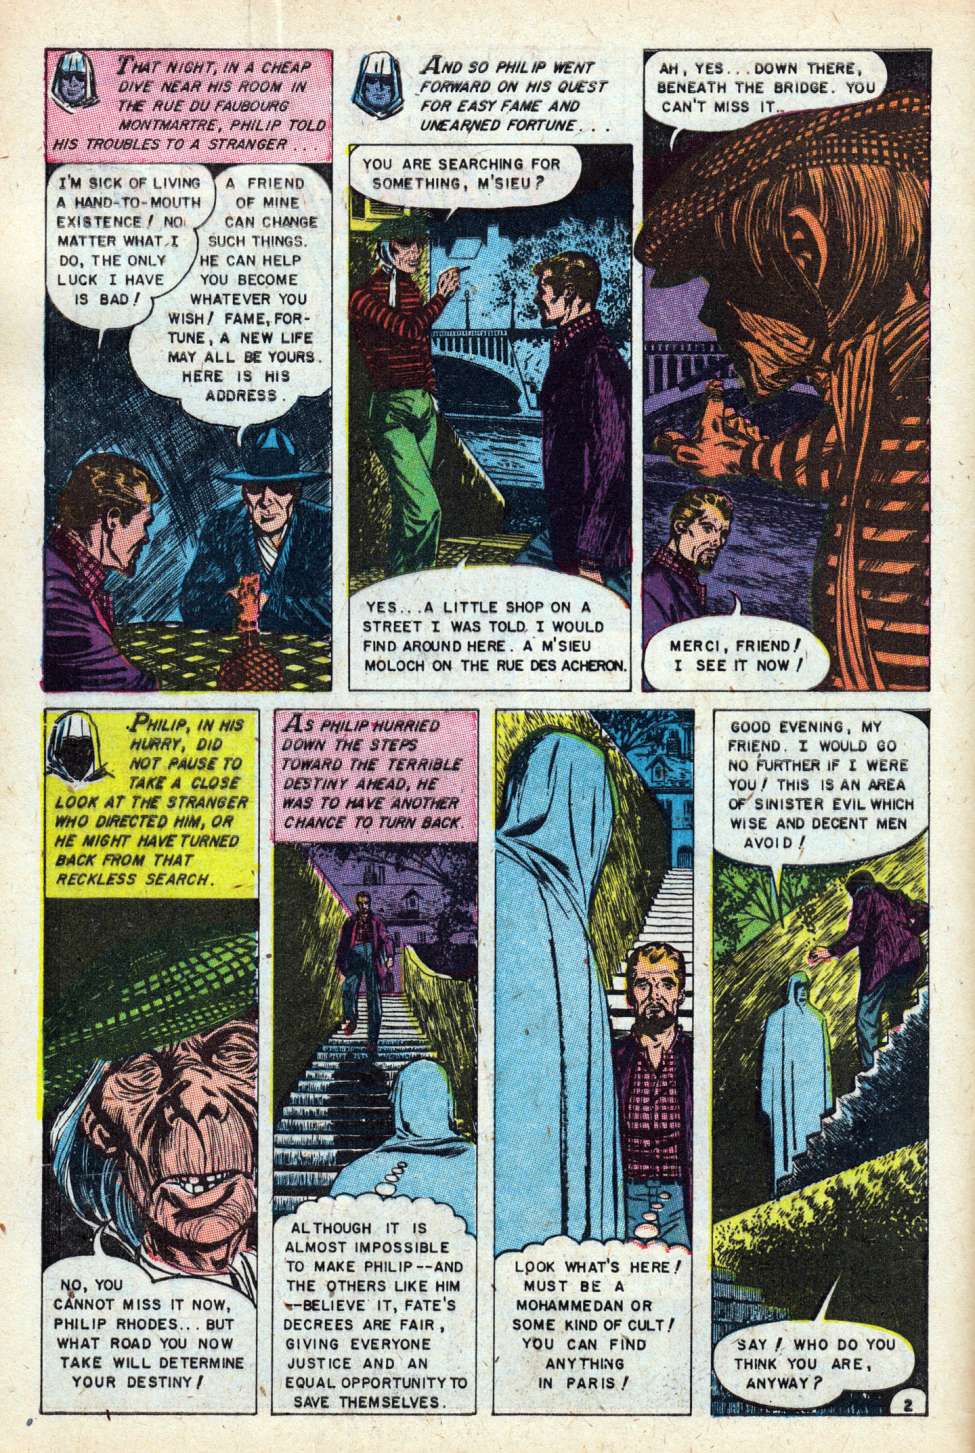 THAT NIGHT, IN A CHEAP
DIVE NEAR HIS ROOM IN
THE RUE DU FAUBOURG
MONTMARTRE, PHILIP TOLD
HIS TROUBLES TO A STRANGER...
I'M SICK OF LIVING
A HAND-TO-MOUTH
EXISTENCE! NO
MATTER WHAT I
DO, THE ONLY
LUCK I HAVE
IS BAD!
A FRIEND
OF MINE
CAN CHANGE
SUCH THINGS.
HE CAN HELP
YOU BECOME
WHATEVER YOU
WISH! FAME, FOR-
TUNE, A NEW LIFE
MAY ALL BE YOURS.
HERE IS HIS
ADDRESS.
AND SO PHILIP WENT
FORWARD ON HIS QUEST
FOR EASY FAME AND
UNEARNED FORTUNE...
YOU ARE SEARCHING FOR
SOMETHING, M'SIEU?
YES...A LITTLE SHOP ON A
STREET I WAS TOLD I WOULD
FIND AROUND HERE. A M'SIEU
MOLOCH ON THE RUE DES ACHERON.
AH, YES...DOWN THERE,
BENEATH THE BRIDGE. YOU
CAN'T MISS IT..
MERCI, FRIEND!
I SEE IT NOW!
PHILIP, IN HIS
HURRY, DID
NOT PAUSE TO
TAKE A CLOSE
LOOK AT THE STRANGER
WHO DIRECTED HIM, OR
HE MIGHT HAVE TURNED
BACK FROM THAT
RECKLESS SEARCH.
NO, YOU
CANNOT MISS IT NOW,
PHILIP RHODES...BUT
WHAT ROAD YOU NOW
TAKE WILL DETERMINE
YOUR DESTINY!
AS PHILIP HURRIED
DOWN THE STEPS
TOWARD THE TERRIBLE
DESTINY AHEAD, HE
WAS TO HAVE ANOTHER
CHANCE TO TURN BACK.
ALTHOUGH IT IS
ALMOST IMPOSSIBLE
TO MAKE PHILIP--AND
THE OTHERS LIKE HIM
--BELIEVE IT, FATE'S
DECREES ARE FAIR,
GIVING EVERYONE
JUSTICE AND AN
EQUAL OPPORTUNITY TO
SAVE THEMSELVES.
LOOK WHAT'S HERE!
MUST BE A
MOHAMMEDAN OR
SOME KIND OF CULT!
YOU CAN FIND
ANYTHING
IN PARIS!
GOOD EVENING, MY
FRIEND. I WOULD GO
NO FURTHER IF I WERE
YOU! THIS IS AN AREA
OF SINISTER EVIL WHICH
WISE AND DECENT MEN
AVOID!
SAY! WHO DO YOU
THINK YOU ARE,
ANYWAY?
2